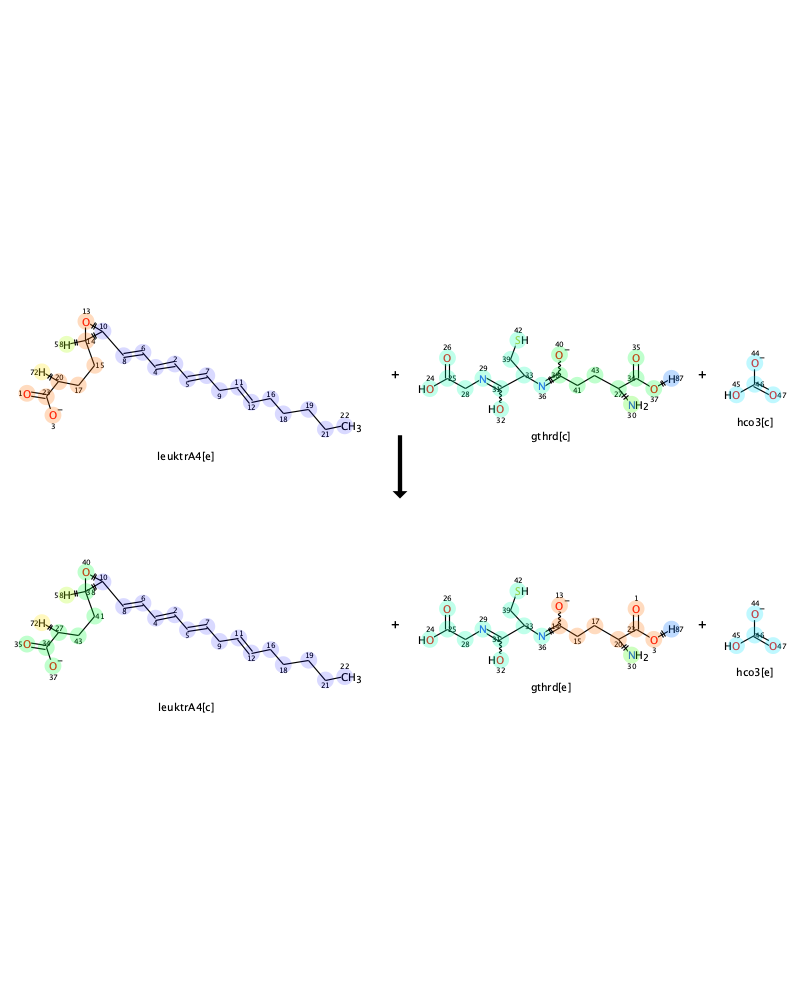 13
O 10
42
SH
58H 14
6
8
2
4
7
5
9
11
12
16
18
19
21
22
CH3
15
17
72H 20
1O 23
O−
3
leuktrA4[e]
+
26
O
24
HO 25
28
29
N
31
HO
32
39
33
N
36
40
O−
38
41
43
35
O
34
27
NH2
30
O H87
37
gthrd[c]
+
44
O−
45
HO
46
O47
hco3[c]
40
O 10
58H 38
6
8
2
4
7
5
9
11
12
16
18
19
21
22
CH3
41
43
72H 27
35O 34
O−
37
leuktrA4[c]
+
26
O
24
HO 25
28
29
N
31
HO
32
42
SH
39
33
N
36
13
O−
14
15
17
1
O
23
20
NH2
30
O H87
3
gthrd[e]
+
44
O−
45
HO
46
O47
hco3[e]